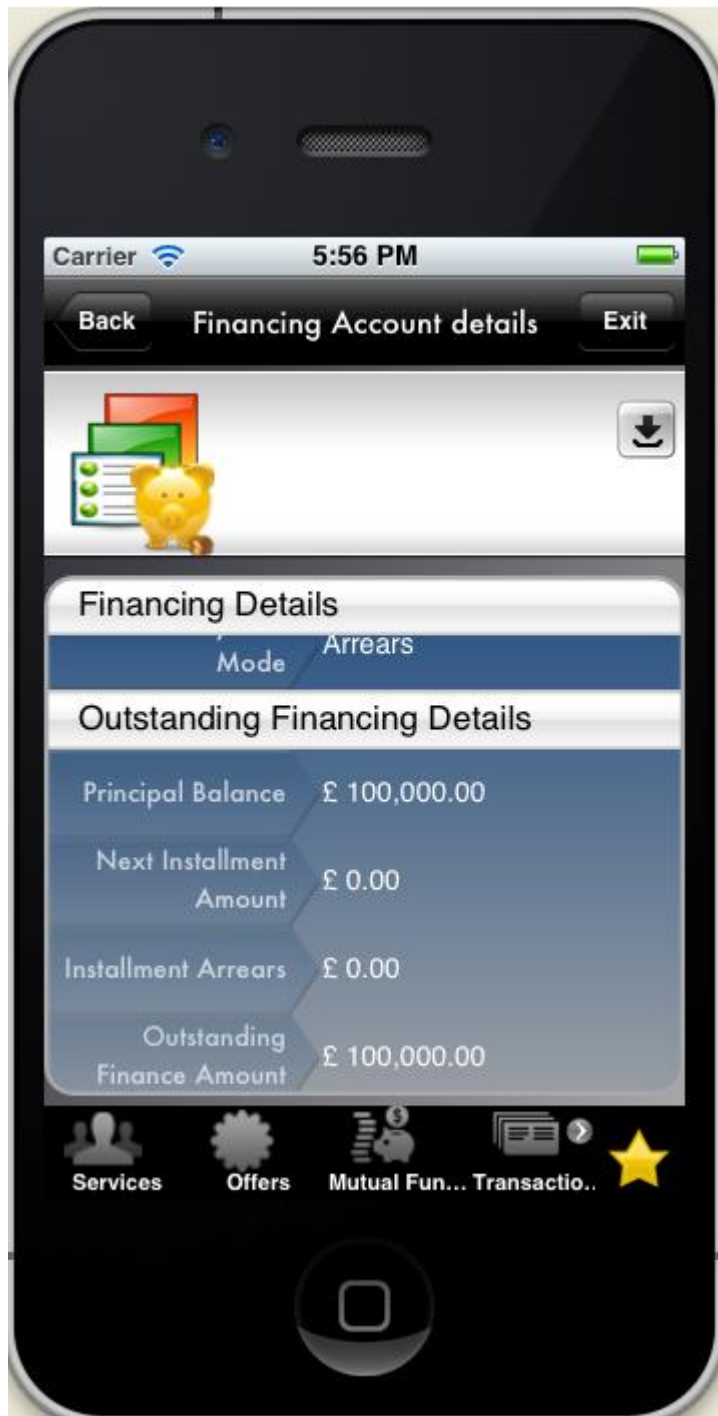 Carrier 5:56 PM
Back Financing Account details Exit
Financing Details
Mode Arrears
Outstanding Financing Details
Principal Balance £ 100,000.00
Next Installment
Amount £ 0.00
Installment Arrears £ 0.00
Outstanding
Finance Amount £ 100,000.00
Services Offers Mutual Fun... Transactio..